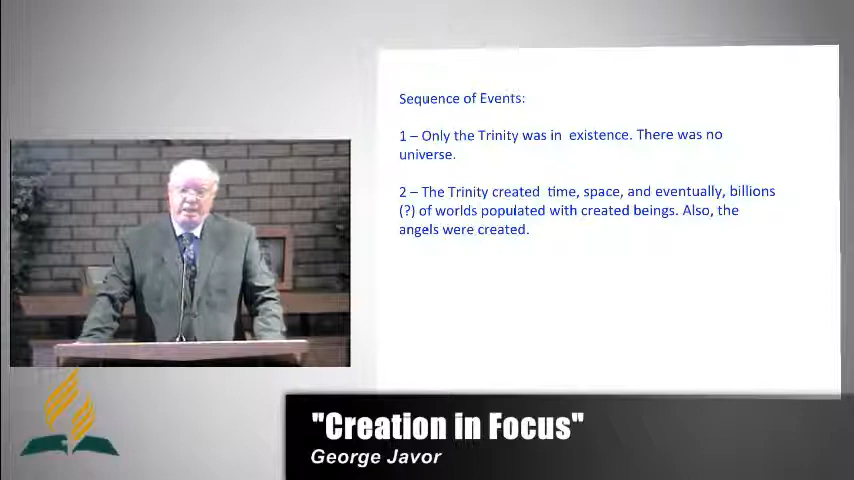 Sequence of Events:
1 – Only the Trinity was in existence. There was no
universe.
2 – The Trinity created time, space, and eventually, billions
(?) of worlds populated with created beings. Also, the
angels were created.
"Creation in Focus"
George Javor